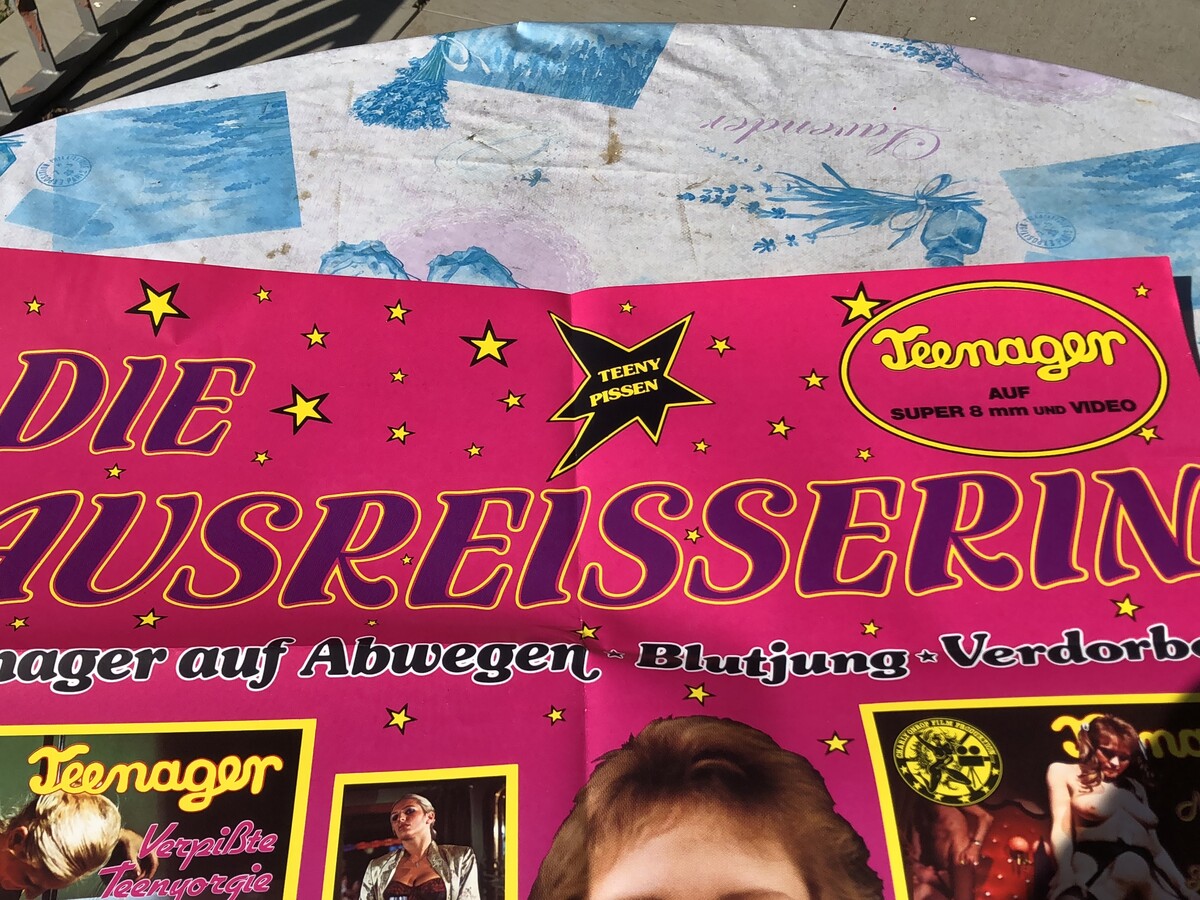 DIE
TEENY
PISSEN
Teenager
AUF
SUPER 8 mm UND VIDEO
AUSREISSERIN
nager auf Abwegen * Blutjung * Verdorbe
Teenager
Verpißte
Teenyorgie
Lavender